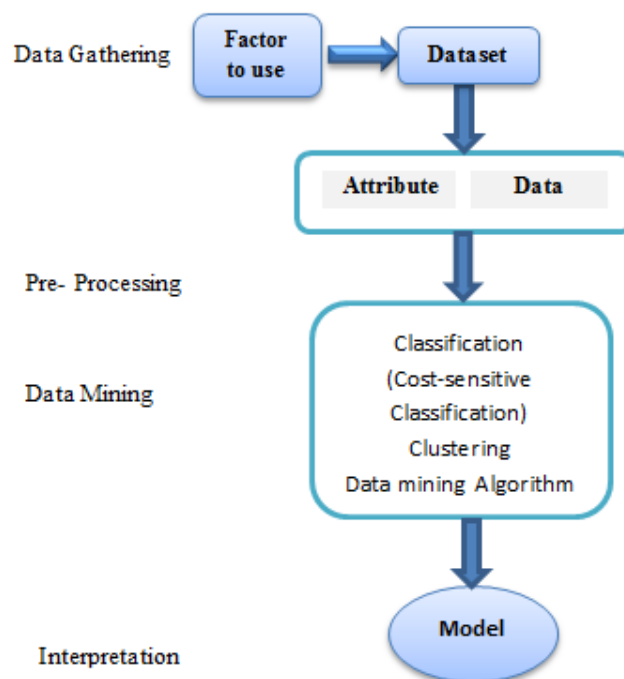 Data Gathering
Factor
to use
Dataset
Attribute
Data
Pre- Processing
Data Mining
Classification
(Cost-sensitive
Classification)
Clustering
Data mining Algorithm
Model
Interpretation